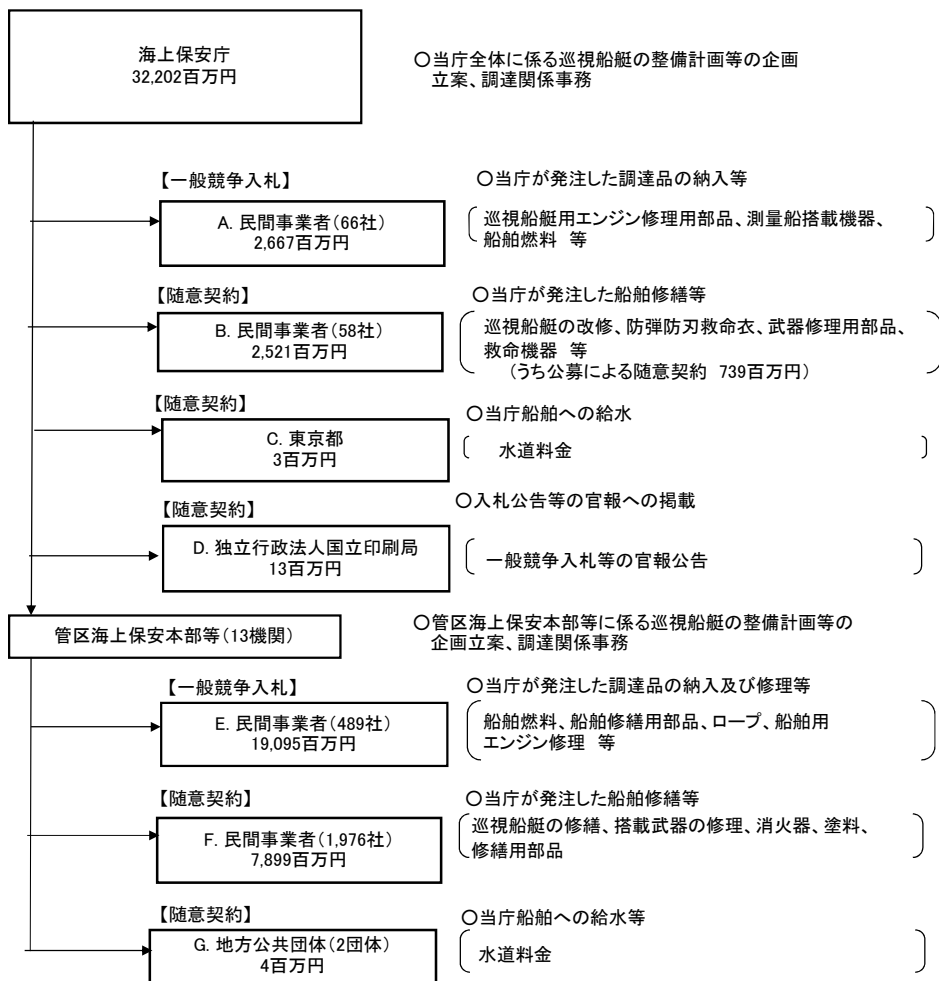 海上保安庁
32,202百万円
○当庁全体に係る巡視船艇の整備計画等の企画
立案、調達関係事務
【一般競争入札】
○当庁が発注した調達品の納入等
A. 民間事業者（66社）
2,667百万円
巡視船艇用エンジン修理用部品、測量船搭載機器、
船舶燃料 等
【随意契約】
○当庁が発注した船舶修繕等
B. 民間事業者（58社）
2,521百万円
巡視船艇の改修、防弾防刃救命衣、武器修理用部品、
救命機器 等
（うち公募による随意契約 739百万円）
【随意契約】
○当庁船舶への給水
C. 東京都
3百万円
水道料金
○入札公告等の官報への掲載
【随意契約】
D. 独立行政法人国立印刷局
13百万円
一般競争入札等の官報公告
管区海上保安本部等（13機関）
○管区海上保安本部等に係る巡視船艇の整備計画等の
企画立案、調達関係事務
【一般競争入札】
○当庁が発注した調達品の納入及び修理等
E. 民間事業者（489社）
19,095百万円
船舶燃料、船舶修繕用部品、ロープ、船舶用
エンジン修理 等
【随意契約】
○当庁が発注した船舶修繕等
F. 民間事業者（1,976社）
7,899百万円
巡視船艇の修繕、搭載武器の修理、消火器、塗料、
修繕用部品
【随意契約】
○当庁船舶への給水等
G. 地方公共団体（2団体）
4百万円
水道料金